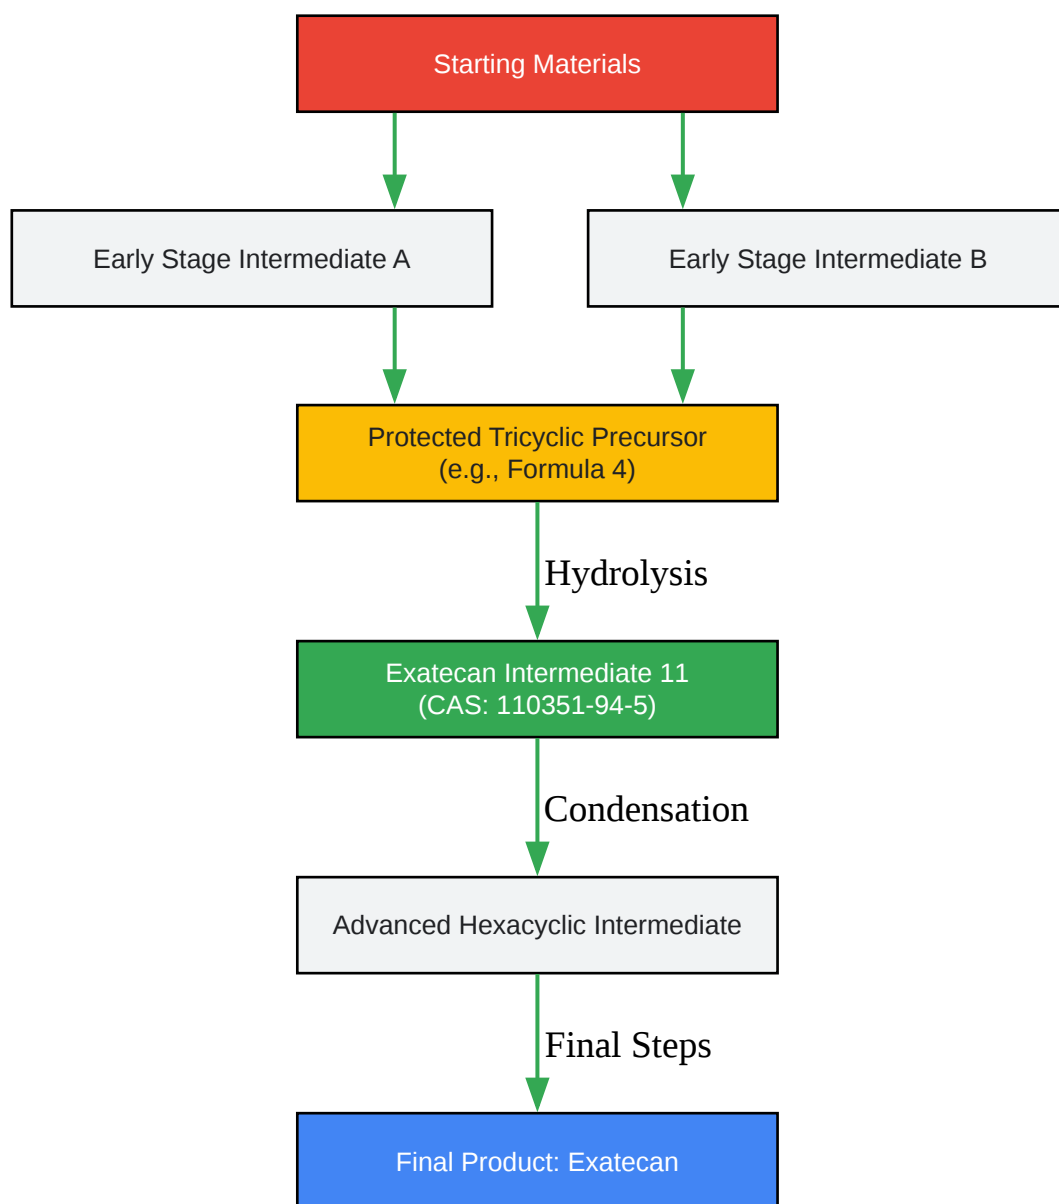 Starting Materials
Early Stage Intermediate A
Early Stage Intermediate B
Protected Tricyclic Precursor
(e.g., Formula 4)
Hydrolysis
Exatecan Intermediate 11
(CAS: 110351-94-5)
Condensation
Advanced Hexacyclic Intermediate
Final Steps
Final Product: Exatecan